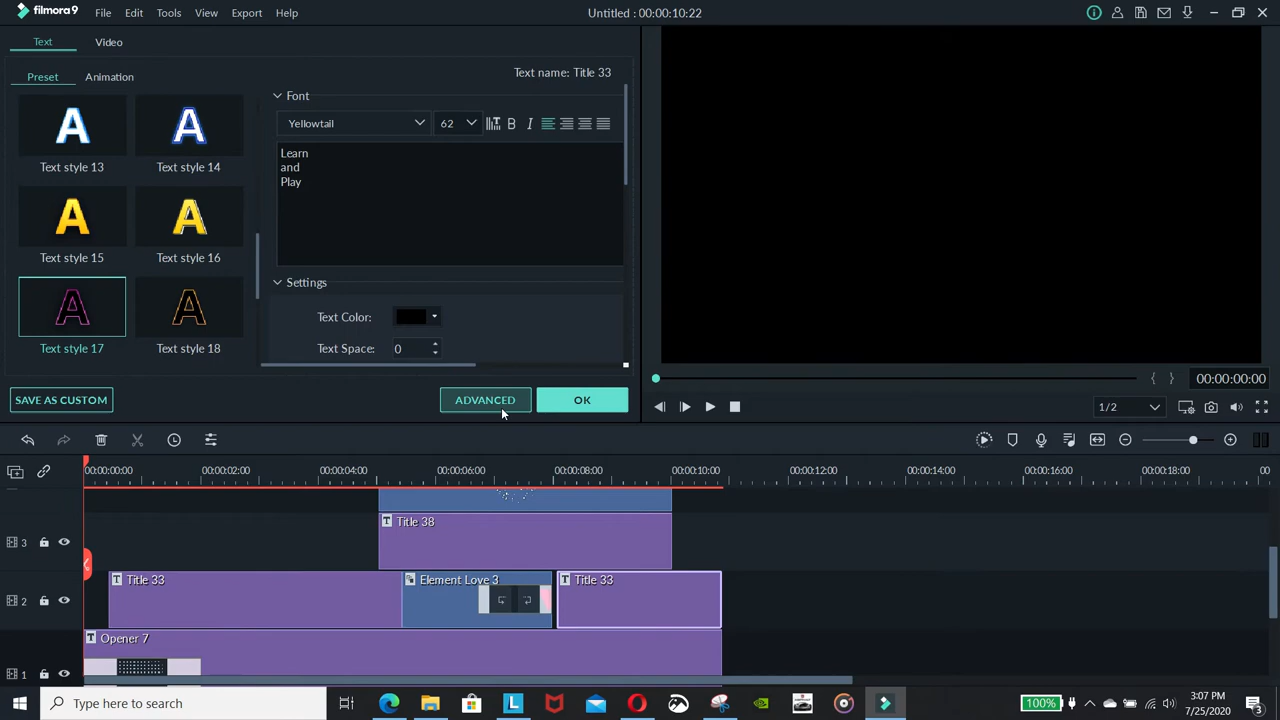 filmora 9 File Edit Tools View Export Help Untitled : 00:00:10:22
Text Video
Preset Animation Text name: Title 33
Font
Yellowtail 62 B I
Learn
and
Play
Text style 13 Text style 14
Text style 15 Text style 16
Text style 17 Text style 18
Settings
Text Color:
Text Space: 0
SAVE AS CUSTOM ADVANCED OK
00:00:00:00
1/2
00:00:00:00 00:00:02:00 00:00:04:00 00:00:06:00 00:00:08:00 00:00:10:00 00:00:12:00 00:00:14:00 00:00:16:00 00:00:18:00 00
3 T Title 38
2 T Title 33 Element Love 3 T Title 33
1 T Opener 7
Type here to search
100% 3:07 PM
7/25/2020 3